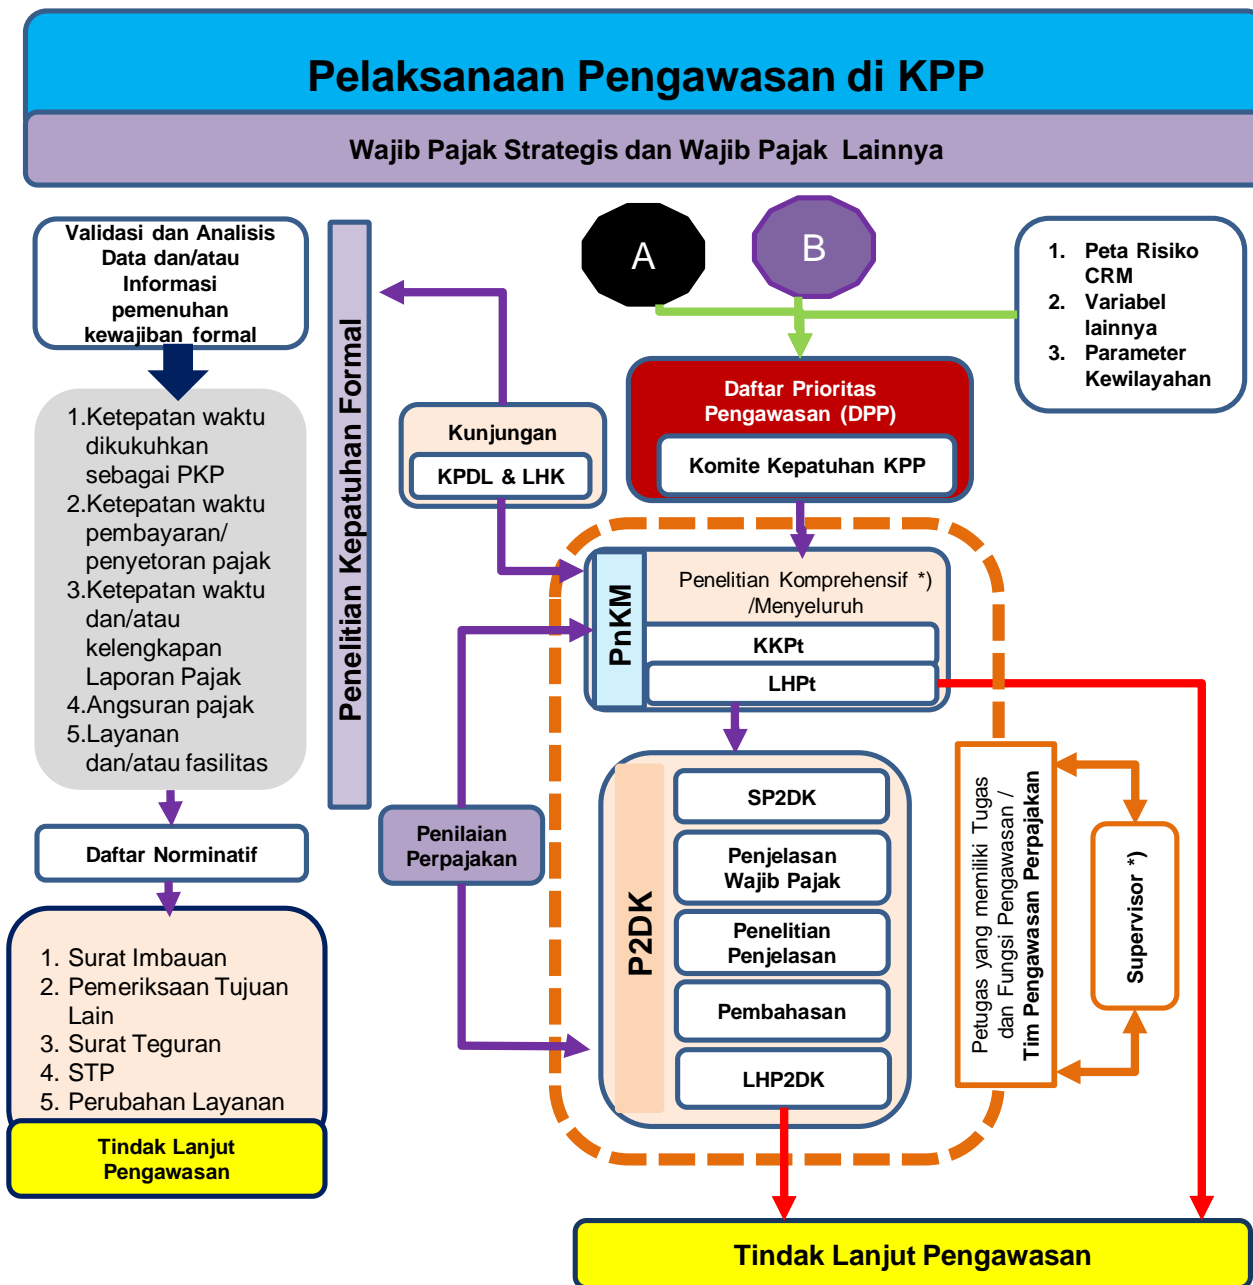 Pelaksanaan Pengawasan di KPP
Wajib Pajak Strategis dan Wajib Pajak Lainnya
Validasi dan Analisis
Data dan/atau
Informasi
pemenuhan
kewajiban formal
1.Ketepatan waktu
dikukuhkan
sebagai PKP
2.Ketepatan waktu
pembayaran/
penyetoran pajak
3.Ketepatan waktu
dan/atau
kelengkapan
Laporan Pajak
4.Angsuran pajak
5.Layanan
dan/atau fasilitas
Daftar Norminatif
1. Surat Imbauan
2. Pemeriksaan Tujuan
Lain
3. Surat Teguran
4. STP
5. Perubahan Layanan
Tindak Lanjut
Pengawasan
Penelitian Kepatuhan Formal
Kunjungan
KPDL & LHK
Penilaian
Perpajakan
A
B
1. Peta Risiko
CRM
2. Variabel
lainnya
3. Parameter
Kewilayahan
Daftar Prioritas
Pengawasan (DPP)
Komite Kepatuhan KPP
PnKM
Penelitian Komprehensif *)
/Menyeluruh
KKPt
LHPt
P2DK
SP2DK
Penjelasan
Wajib Pajak
Penelitian
Penjelasan
Pembahasan
LHP2DK
Petugas yang memiliki Tugas
dan Fungsi Pengawasan /
Tim Pengawasan Perpajakan
Supervisor *)
Tindak Lanjut Pengawasan